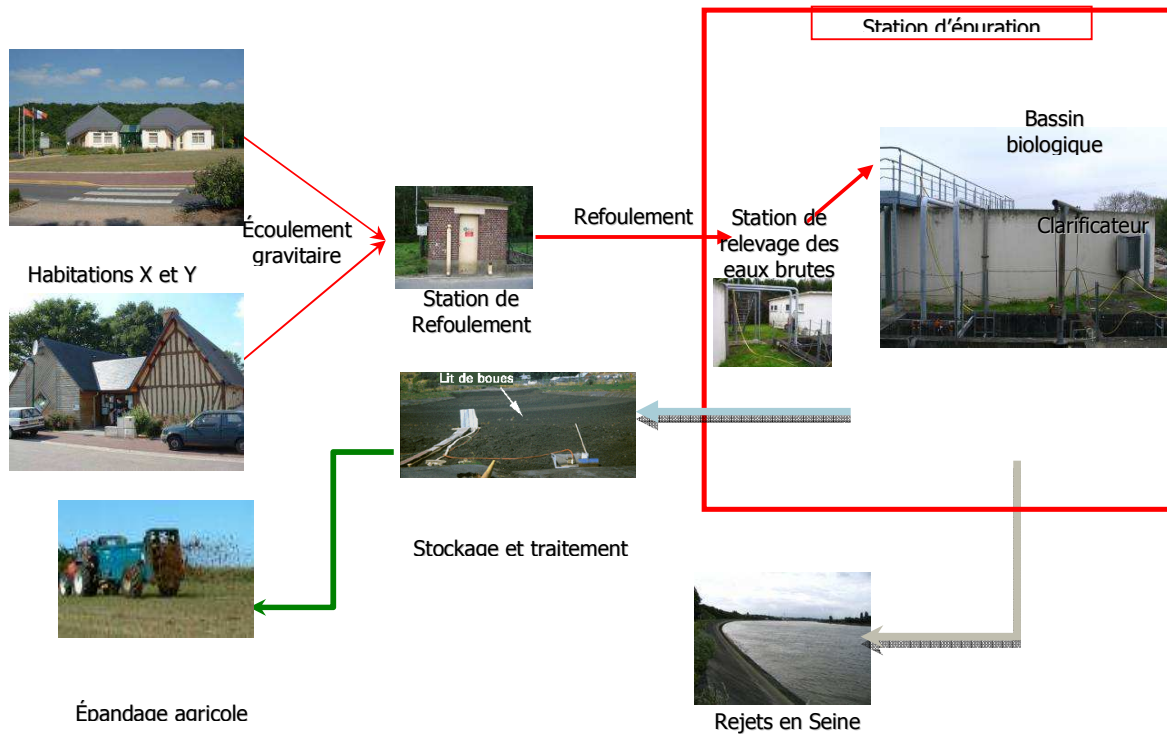 Station d'épuration
Bassin
biologique
Clarificateur
Station de
relevage des
eaux brutes
Refoulement
Écoulement
gravitaire
Habitations X et Y
Station de
Refoulement
Lit de boues
Stockage et traitement
Épandage agricole
Rejets en Seine